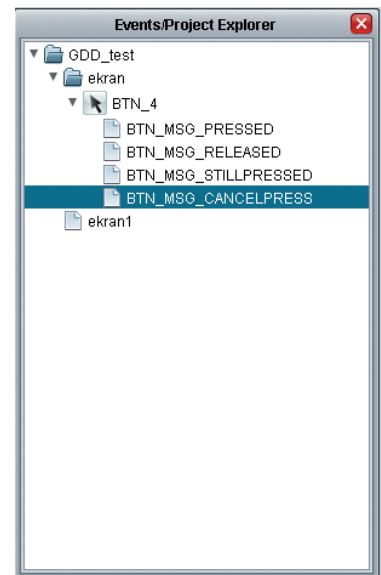 Events/Project Explorer
GDD_test
ekran
BTN_4
BTN_MSG_PRESSED
BTN_MSG_RELEASED
BTN_MSG_STILLPRESSED
BTN_MSG_CANCELPRESS
ekran1